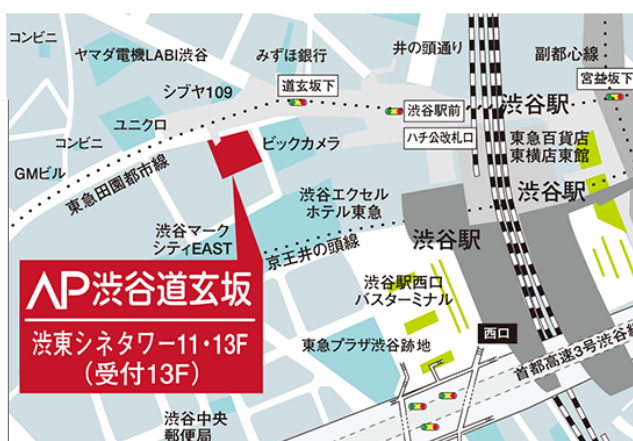 コンビニ
ヤマダ電機LABI渋谷
みずほ銀行
井の頭通り
副都心線
宮益坂下
道玄坂下
シブヤ109
渋谷駅前
渋谷駅
ユニクロ
ハチ公改札口
コンビニ
ビックカメラ
東急百貨店
東横店東館
GMビル
東急田園都市線
渋谷エクセル
ホテル東急
渋谷駅
渋谷マーク
シティEAST
京王井の頭線
渋谷駅
AP渋谷道玄坂
渋東シネタワー11・13F
(受付13F)
渋谷駅西口
バスターミナル
西口
東急プラザ渋谷跡地
首都高速3号渋谷線
渋谷中央
郵便局